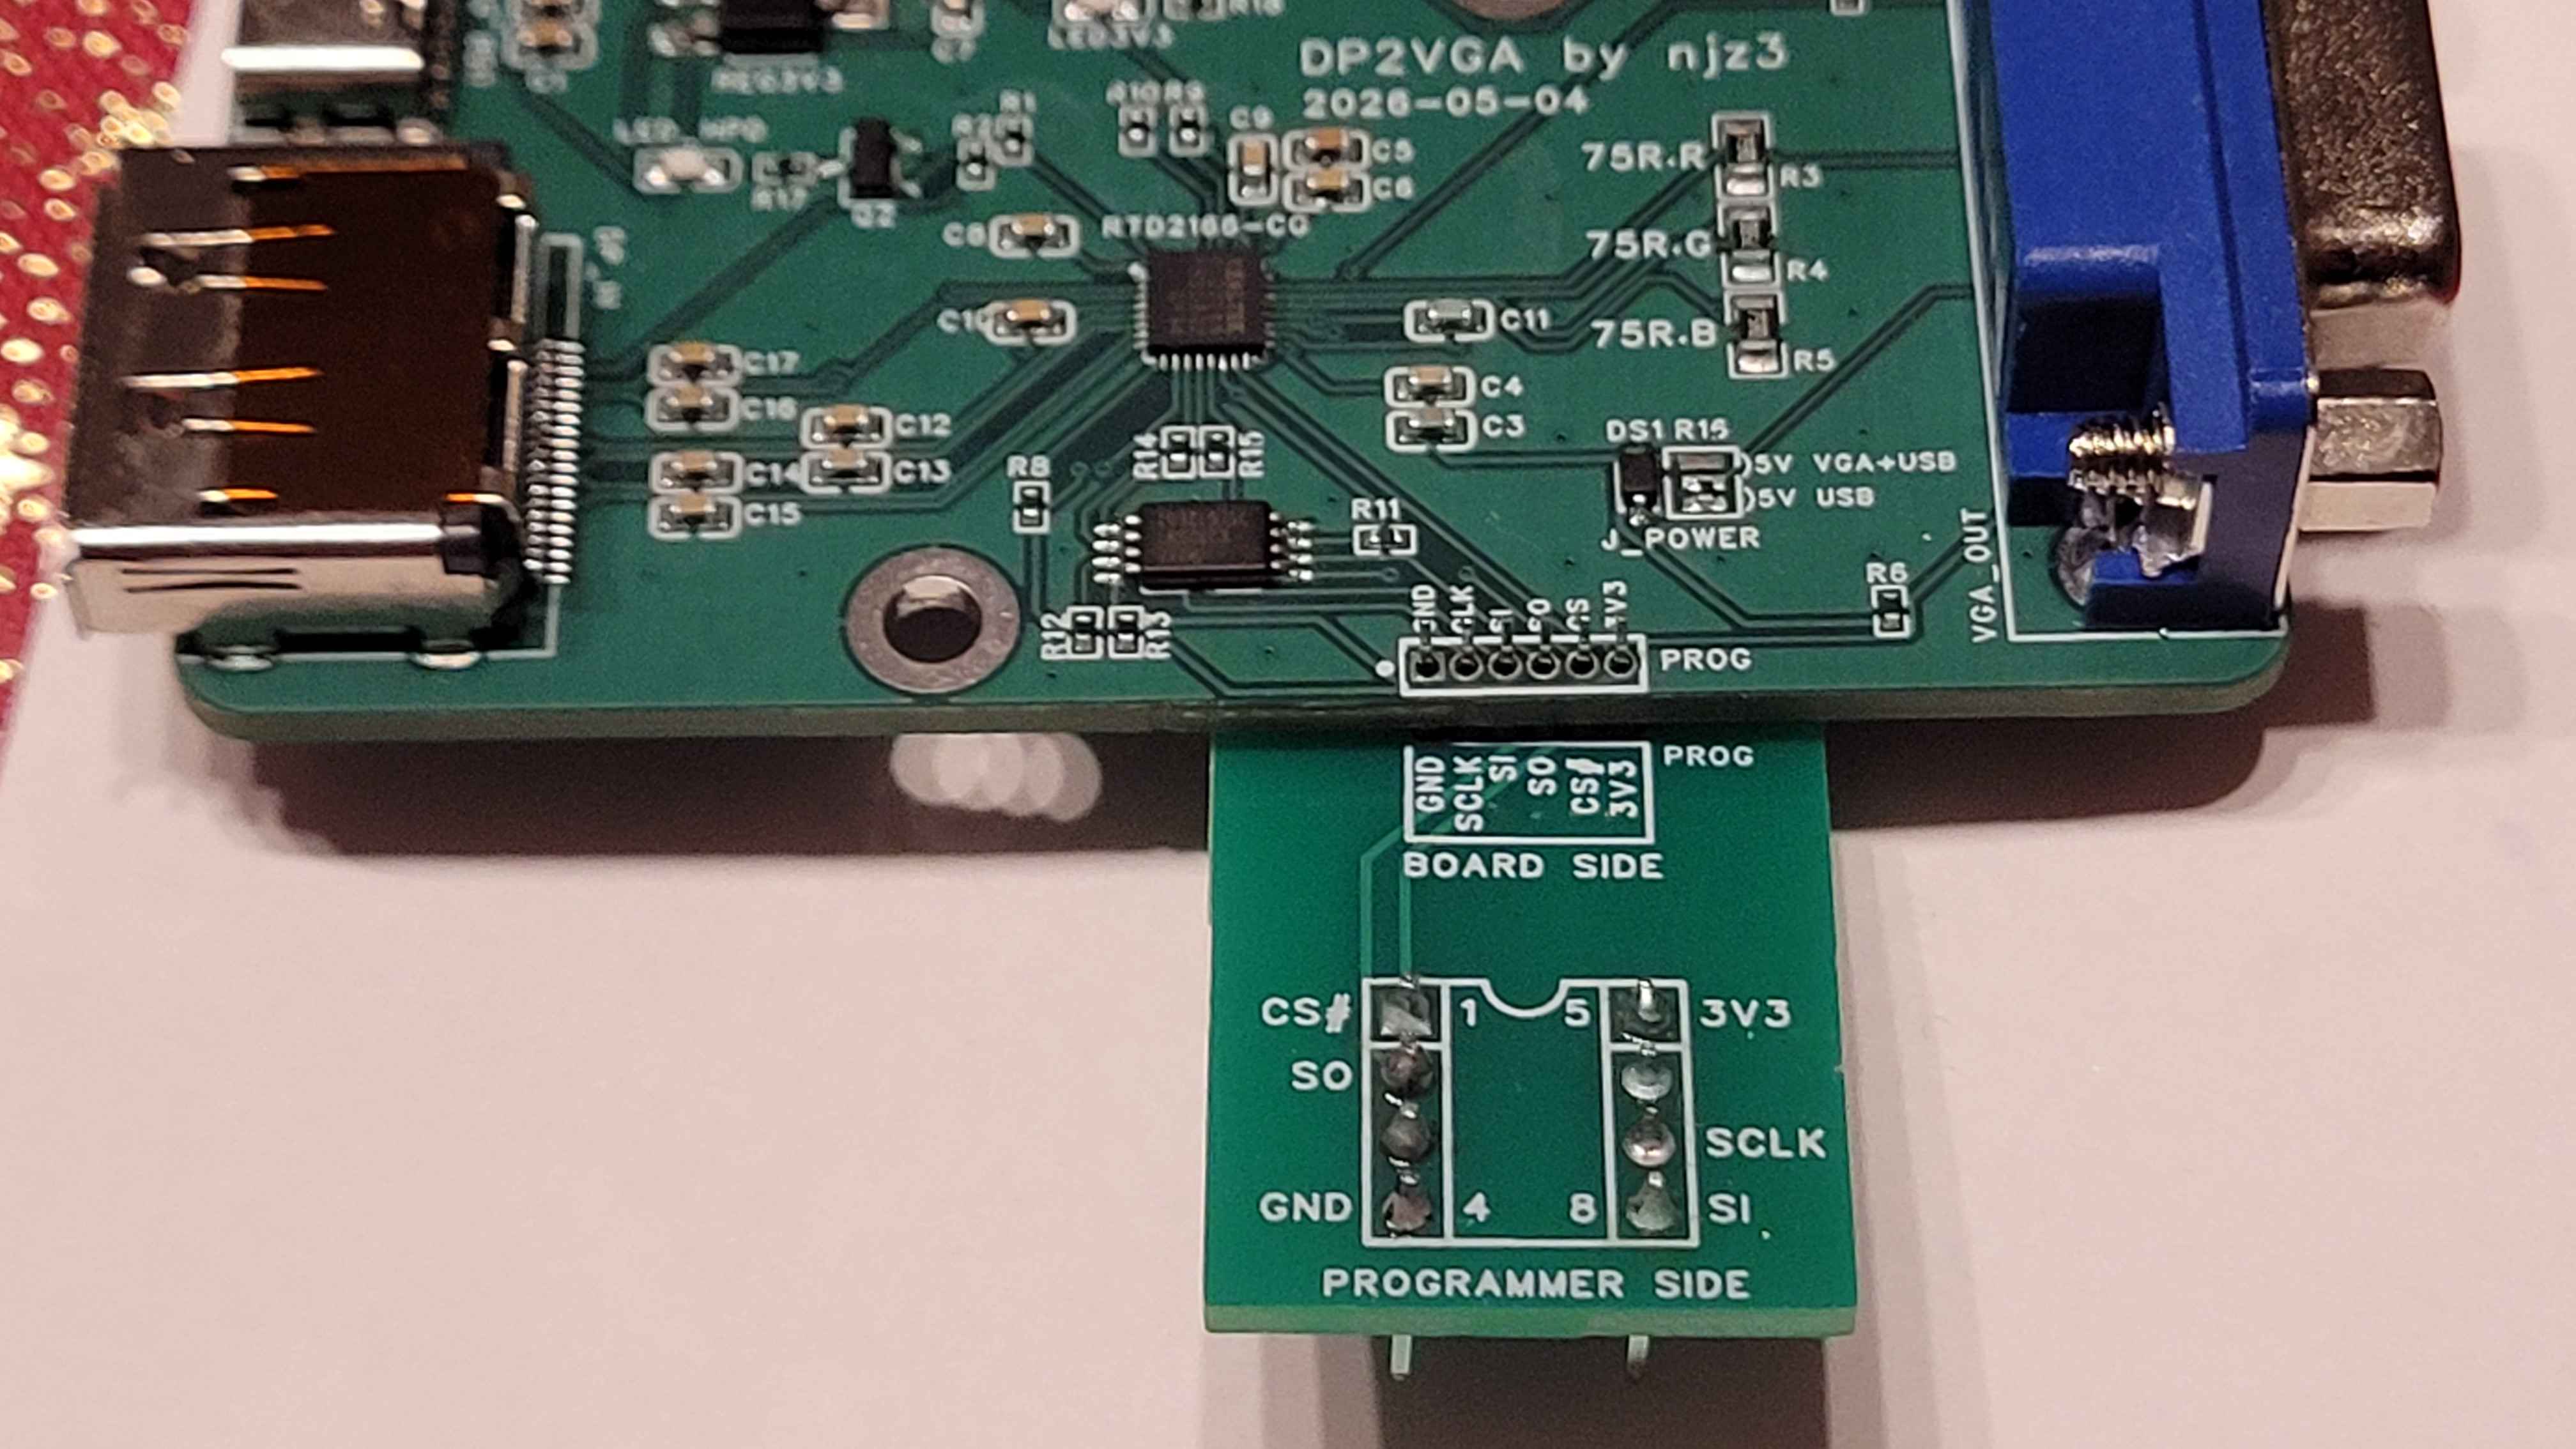 DP2VGA by njz3
2026-05-04
R1
R2
C9
C5
C6
R17
Q2
75R.R
R3
C8
RTD2166-CG
75R.G
R4
C10
C11
75R.B
R5
C17
C16
C4
C12
C3
C14
C13
C15
R14
R15
R8
DS1 R16
5V VGA+USB
5V USB
J_POWER
R11
R6
VGA_OUT
R12
R13
GND
CLK
SI
SO
CS
3V3
PROG
PROG
GND
SCLK
SI
SO
CS#
3V3
BOARD SIDE
CS# 1 5 3V3
SO
SCLK
GND 4 8 SI
PROGRAMMER SIDE